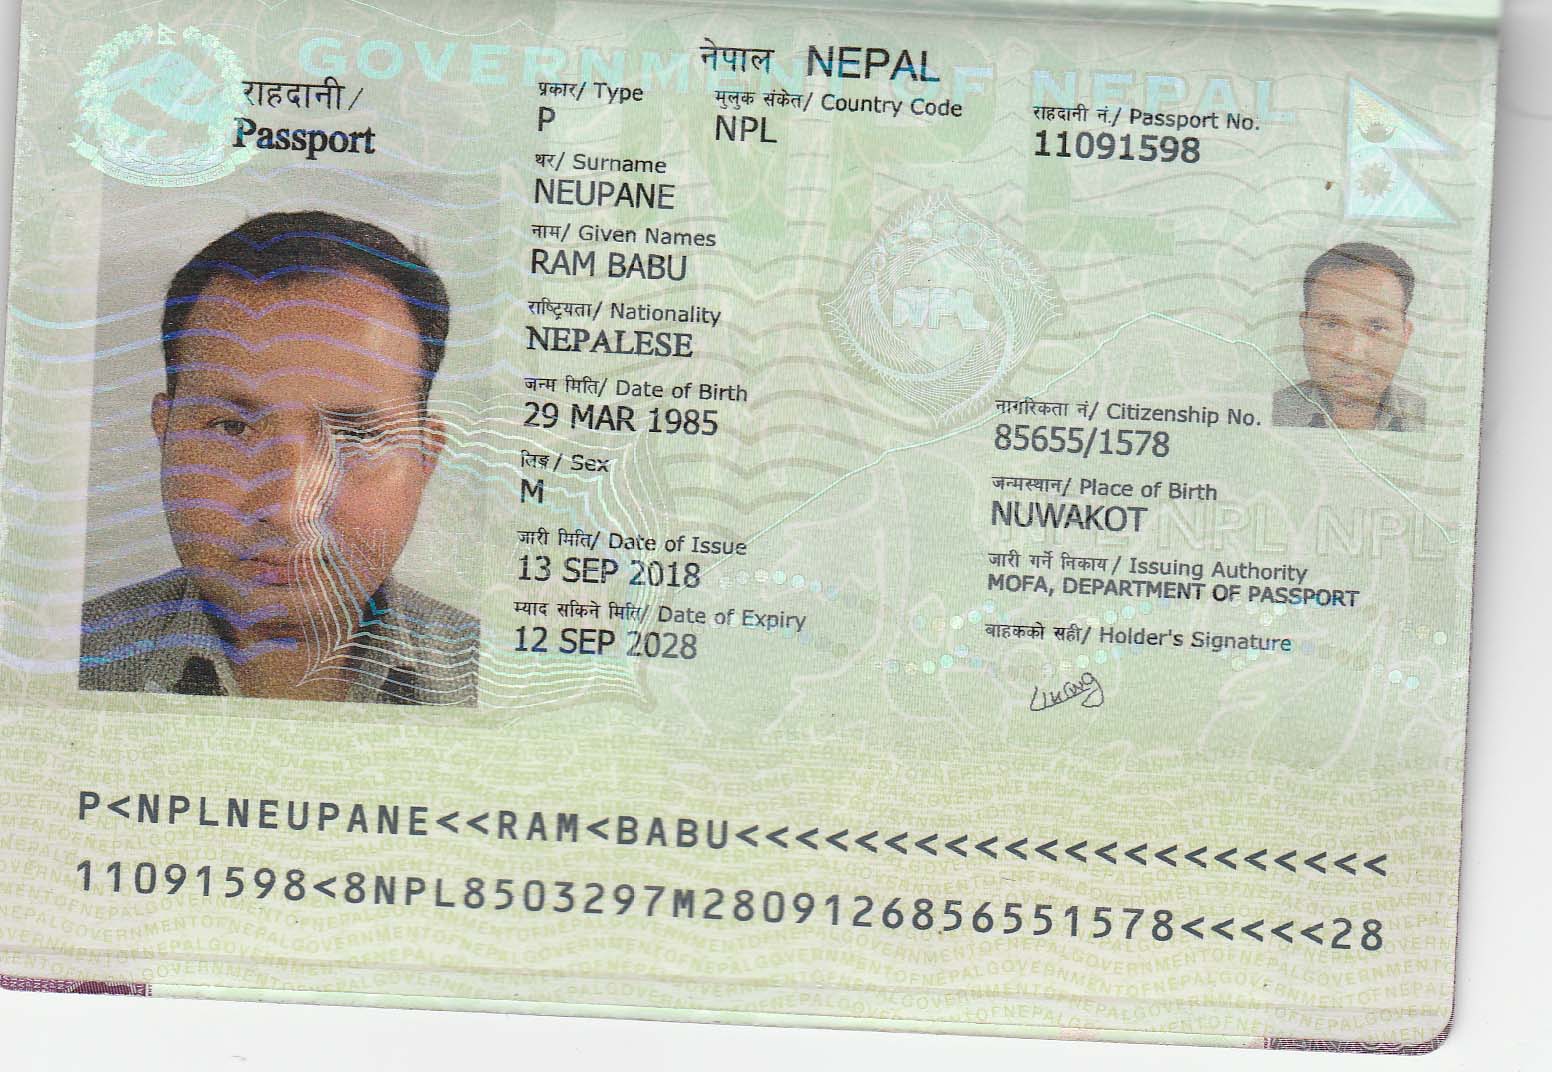 GOVERNMENT OF NEPAL
नेपाल NEPAL
राहदानी/
Passport
प्रकार/ Type
P
मुलुक संकेत/ Country Code
NPL
राहदानी नं./ Passport No.
11091598
थर/ Surname
NEUPANE
नाम/ Given Names
RAM BABU
राष्ट्रियता/ Nationality
NEPALESE
जन्म मिति/ Date of Birth
29 MAR 1985
लिङ्ग/ Sex
M
जारी मिति/ Date of Issue
13 SEP 2018
म्याद सकिने मिति/ Date of Expiry
12 SEP 2028
NPL
नागरिकता नं/ Citizenship No.
85655/1578
जन्मस्थान/ Place of Birth
NUWAKOT
NPL NPL NPL
जारी गर्ने निकाय/ Issuing Authority
MOFA, DEPARTMENT OF PASSPORT
बाहकको सही/ Holder's Signature
P<NPLNEUPANE<<RAM<BABU<<<<<<<<<<<<<<<<<<<<<<
11091598<8NPL8503297M2809126856551578<<<<<28